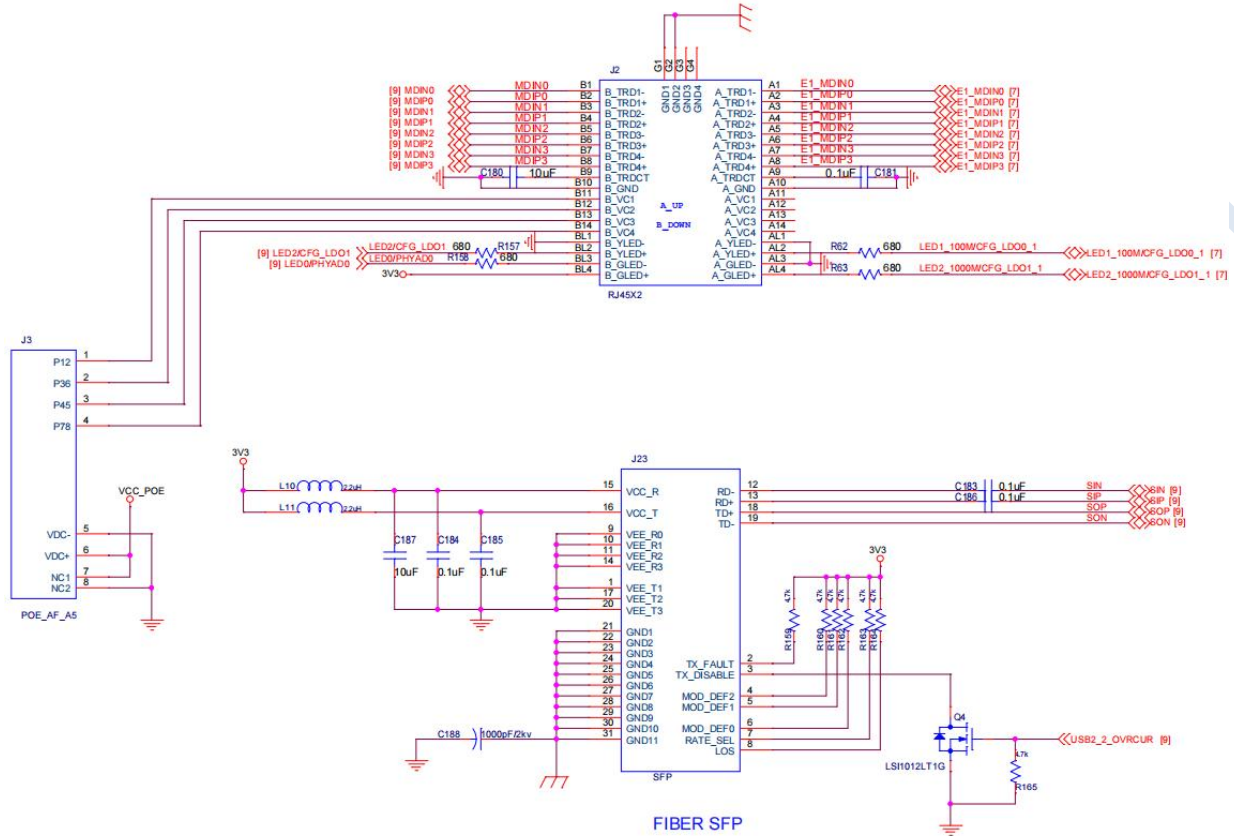 J2
G1 G2 G3 G4
GND1 GND2 GND3 GND4
[9] MDIN0 MDIN0 B1 B_TRD1- A_TRD1- A1 E1_MDIN0 E1_MDIN0 [7]
[9] MDIP0 MDIP0 B2 B_TRD1+ A_TRD1+ A2 E1_MDIP0 E1_MDIP0 [7]
[9] MDIN1 MDIN1 B3 B_TRD2- A_TRD2- A3 E1_MDIN1 E1_MDIN1 [7]
[9] MDIP1 MDIP1 B4 B_TRD2+ A_TRD2+ A4 E1_MDIP1 E1_MDIP1 [7]
[9] MDIN2 MDIN2 B5 B_TRD3- A_TRD3- A5 E1_MDIN2 E1_MDIN2 [7]
[9] MDIP2 MDIP2 B6 B_TRD3+ A_TRD3+ A6 E1_MDIP2 E1_MDIP2 [7]
[9] MDIN3 MDIN3 B7 B_TRD4- A_TRD4- A7 E1_MDIN3 E1_MDIN3 [7]
[9] MDIP3 MDIP3 B8 B_TRD4+ A_TRD4+ A8 E1_MDIP3 E1_MDIP3 [7]
C180 10uF B9 B_TRDCT A_TRDCT A9 0.1uF C181
B10 B_GND A_GND A10
B11 B_VC1 A_VC1 A11
B12 B_VC2 A_VC2 A12
B13 B_VC3 A_VC3 A13
B14 B_VC4 A_VC4 A14
A_UP
B_DOWN
BL1 B_YLED- A_YLED- AL1
[9] LED2/CFG_LDO1 LED2/CFG_LDO1 680 R157 BL2 B_YLED+ A_YLED+ AL2 R62 680 LED1_100M/CFG_LDO0_1 LED1_100M/CFG_LDO0_1 [7]
[9] LED0/PHYAD0 LED0/PHYAD0 R158 680 BL3 B_GLED- A_GLED- AL3
3V3 BL4 B_GLED+ A_GLED+ AL4 R63 680 LED2_1000M/CFG_LDO1_1 LED2_1000M/CFG_LDO1_1 [7]
RJ45X2
J3
P12 1
P36 2
P45 3
P78 4
VCC_POE
VDC- 5
VDC+ 6
NC1 7
NC2 8
POE_AF_A5
J23
3V3
L10 2.2uH 15 VCC_R RD- 12 C183 0.1uF SIN SIN [9]
RD+ 13 C186 0.1uF SIP SIP [9]
L11 2.2uH 16 VCC_T TD+ 18 SOP SOP [9]
TD- 19 SON SON [9]
9 VEE_R0
10 VEE_R1
11 VEE_R2
14 VEE_R3
C187 C184 C185
10uF 0.1uF 0.1uF
1 VEE_T1
17 VEE_T2
20 VEE_T3
3V3
4.7k 4.7k 4.7k 4.7k 4.7k 4.7k
R159 R160 R161 R162 R163 R164
21 GND1
22 GND2
23 GND3
24 GND4 TX_FAULT 2
25 GND5 TX_DISABLE 3
26 GND6
27 GND7 MOD_DEF2 4
28 GND8 MOD_DEF1 5
29 GND9
30 GND10 MOD_DEF0 6
31 GND11 RATE_SEL 7
LOS 8
C188 1000pF/2kv
Q4
USB2_2_OVRCUR [9]
LSI1012LT1G
4.7k
R165
SFP
FIBER SFP